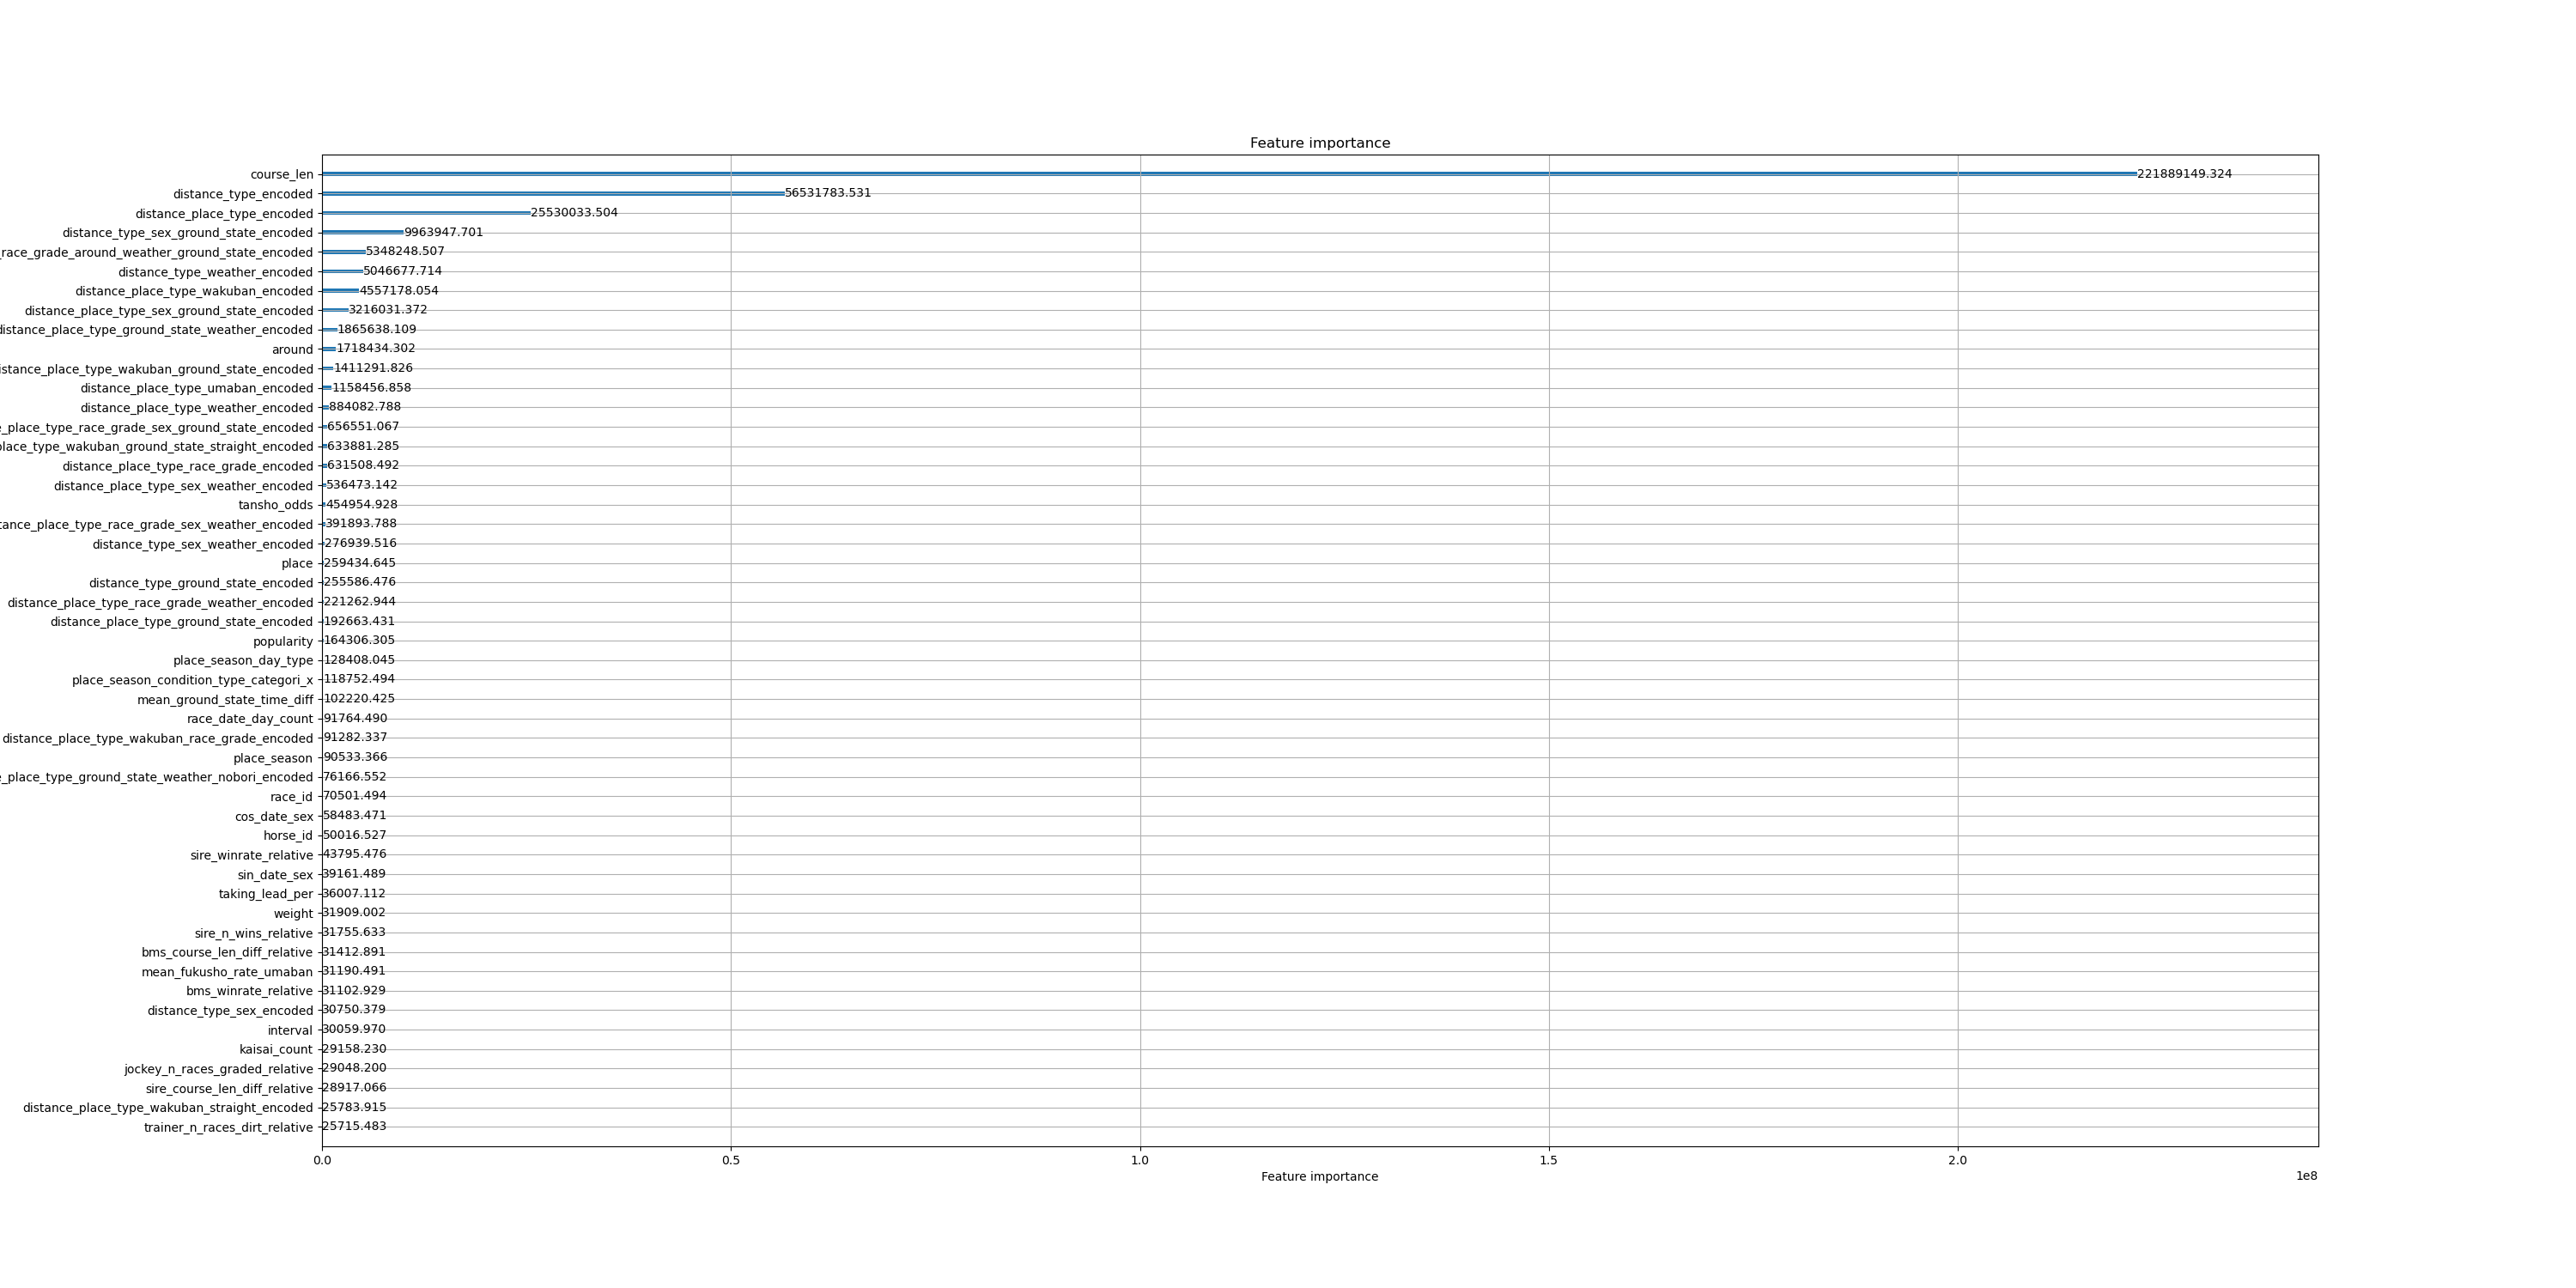 Feature importance
course_len 221889149.324
distance_type_encoded 56531783.531
distance_place_type_encoded 25530033.504
distance_type_sex_ground_state_encoded 9963947.701
_race_grade_around_weather_ground_state_encoded 5348248.507
distance_type_weather_encoded 5046677.714
distance_place_type_wakuban_encoded 4557178.054
distance_place_type_sex_ground_state_encoded 3216031.372
distance_place_type_ground_state_weather_encoded 1865638.109
around 1718434.302
istance_place_type_wakuban_ground_state_encoded 1411291.826
distance_place_type_umaban_encoded 1158456.858
distance_place_type_weather_encoded 884082.788
_place_type_race_grade_sex_ground_state_encoded 656551.067
place_type_wakuban_ground_state_straight_encoded 633881.285
distance_place_type_race_grade_encoded 631508.492
distance_place_type_sex_weather_encoded 536473.142
tansho_odds 454954.928
tance_place_type_race_grade_sex_weather_encoded 391893.788
distance_type_sex_weather_encoded 276939.516
place 259434.645
distance_type_ground_state_encoded 255586.476
distance_place_type_race_grade_weather_encoded 221262.944
distance_place_type_ground_state_encoded 192663.431
popularity 164306.305
place_season_day_type 128408.045
place_season_condition_type_categori_x 118752.494
mean_ground_state_time_diff 102220.425
race_date_day_count 91764.490
distance_place_type_wakuban_race_grade_encoded 91282.337
place_season 90533.366
_place_type_ground_state_weather_nobori_encoded 76166.552
race_id 70501.494
cos_date_sex 58483.471
horse_id 50016.527
sire_winrate_relative 43795.476
sin_date_sex 39161.489
taking_lead_per 36007.112
weight 31909.002
sire_n_wins_relative 31755.633
bms_course_len_diff_relative 31412.891
mean_fukusho_rate_umaban 31190.491
bms_winrate_relative 31102.929
distance_type_sex_encoded 30750.379
interval 30059.970
kaisai_count 29158.230
jockey_n_races_graded_relative 29048.200
sire_course_len_diff_relative 28917.066
distance_place_type_wakuban_straight_encoded 25783.915
trainer_n_races_dirt_relative 25715.483
0.0 0.5 1.0 1.5 2.0
Feature importance
1e8